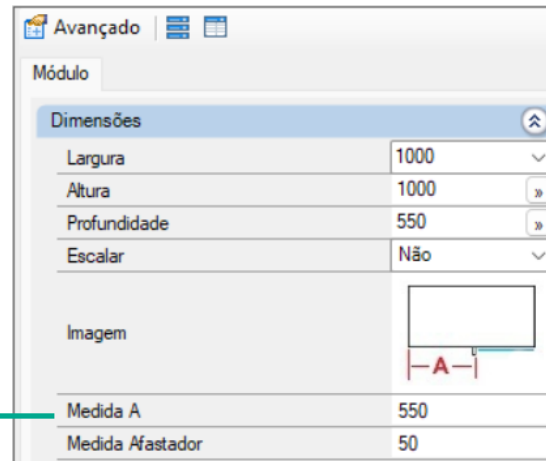 Avançado
Módulo
Dimensões
Largura 1000
Altura 1000
Profundidade 550
Escalar Não
Imagem
A
Medida A 550
Medida Afastador 50